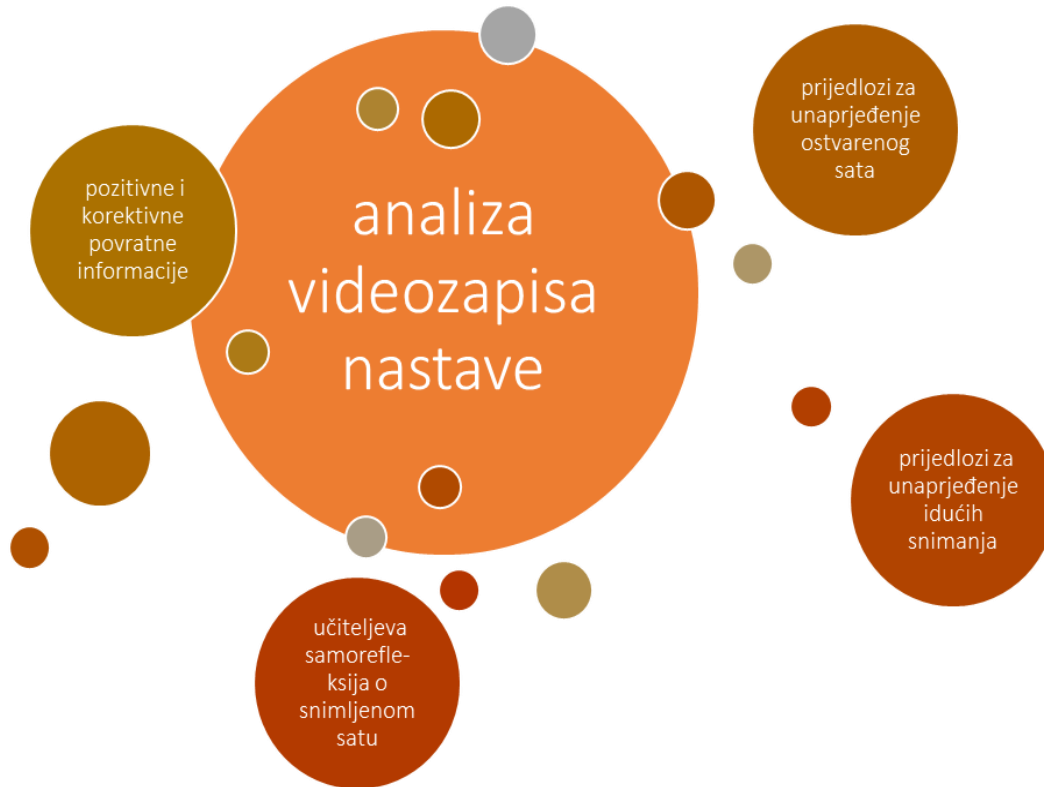 analiza
videozapisa
nastave
pozitivne i
korektivne
povratne
informacije
prijedlozi za
unaprjeđenje
ostvarenog
sata
prijedlozi za
unaprjeđenje
idućih
snimanja
učiteljeva
samorefle-
ksija o
snimljenom
satu